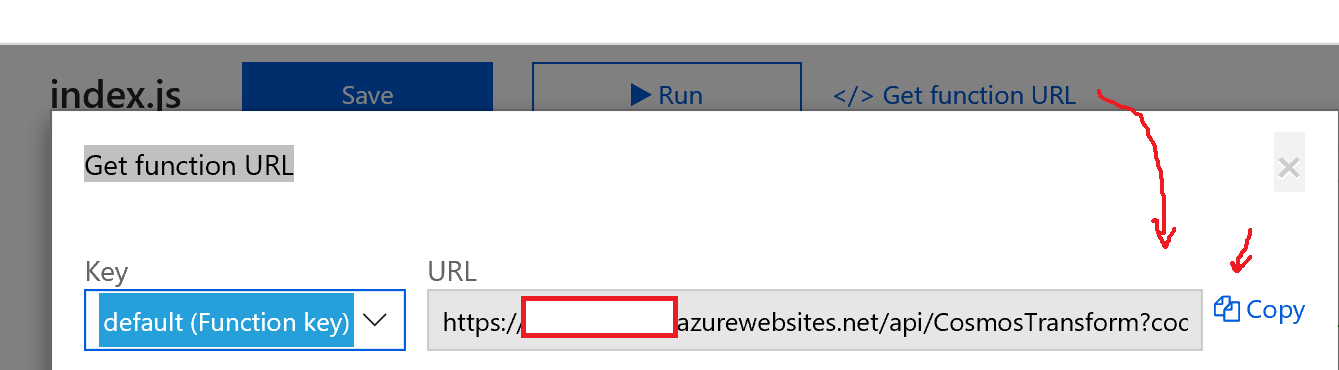 index.js Save Run </> Get function URL
Get function URL
Key URL
default (Function key) https:// azurewebsites.net/api/CosmosTransform?coc Copy